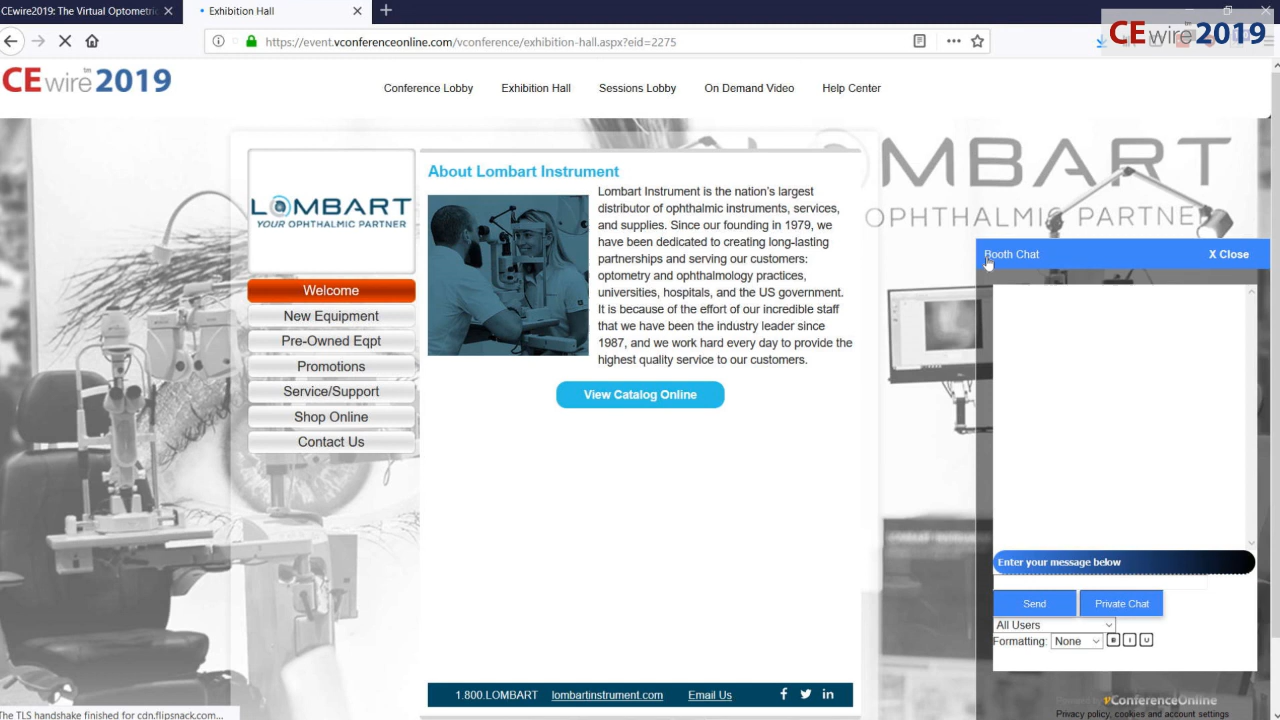 CEwire2019: The Virtual Optometric
Exhibition Hall
https://event.vconferenceonline.com/vconference/exhibition-hall.aspx?eid=2275
CEwire™2019
CEwire™2019
Conference Lobby
Exhibition Hall
Sessions Lobby
On Demand Video
Help Center
LOMBART
YOUR OPHTHALMIC PARTNER
Welcome
New Equipment
Pre-Owned Eqpt
Promotions
Service/Support
Shop Online
Contact Us
About Lombart Instrument
Lombart Instrument is the nation's largest
distributor of ophthalmic instruments, services,
and supplies. Since our founding in 1979, we
have been dedicated to creating long-lasting
partnerships and serving our customers:
optometry and ophthalmology practices,
universities, hospitals, and the US government.
It is because of the effort of our incredible staff
that we have been the industry leader since
1987, and we work hard every day to provide the
highest quality service to our customers.
View Catalog Online
1.800.LOMBART
lombartinstrument.com
Email Us
OMBART
OPHTHALMIC PARTNE
Booth Chat
X Close
Enter your message below
Send
Private Chat
All Users
Formatting: None B I U
vConferenceOnline
Privacy policy, cookies and account settings
The TLS handshake finished for cdn.flipsnack.com...